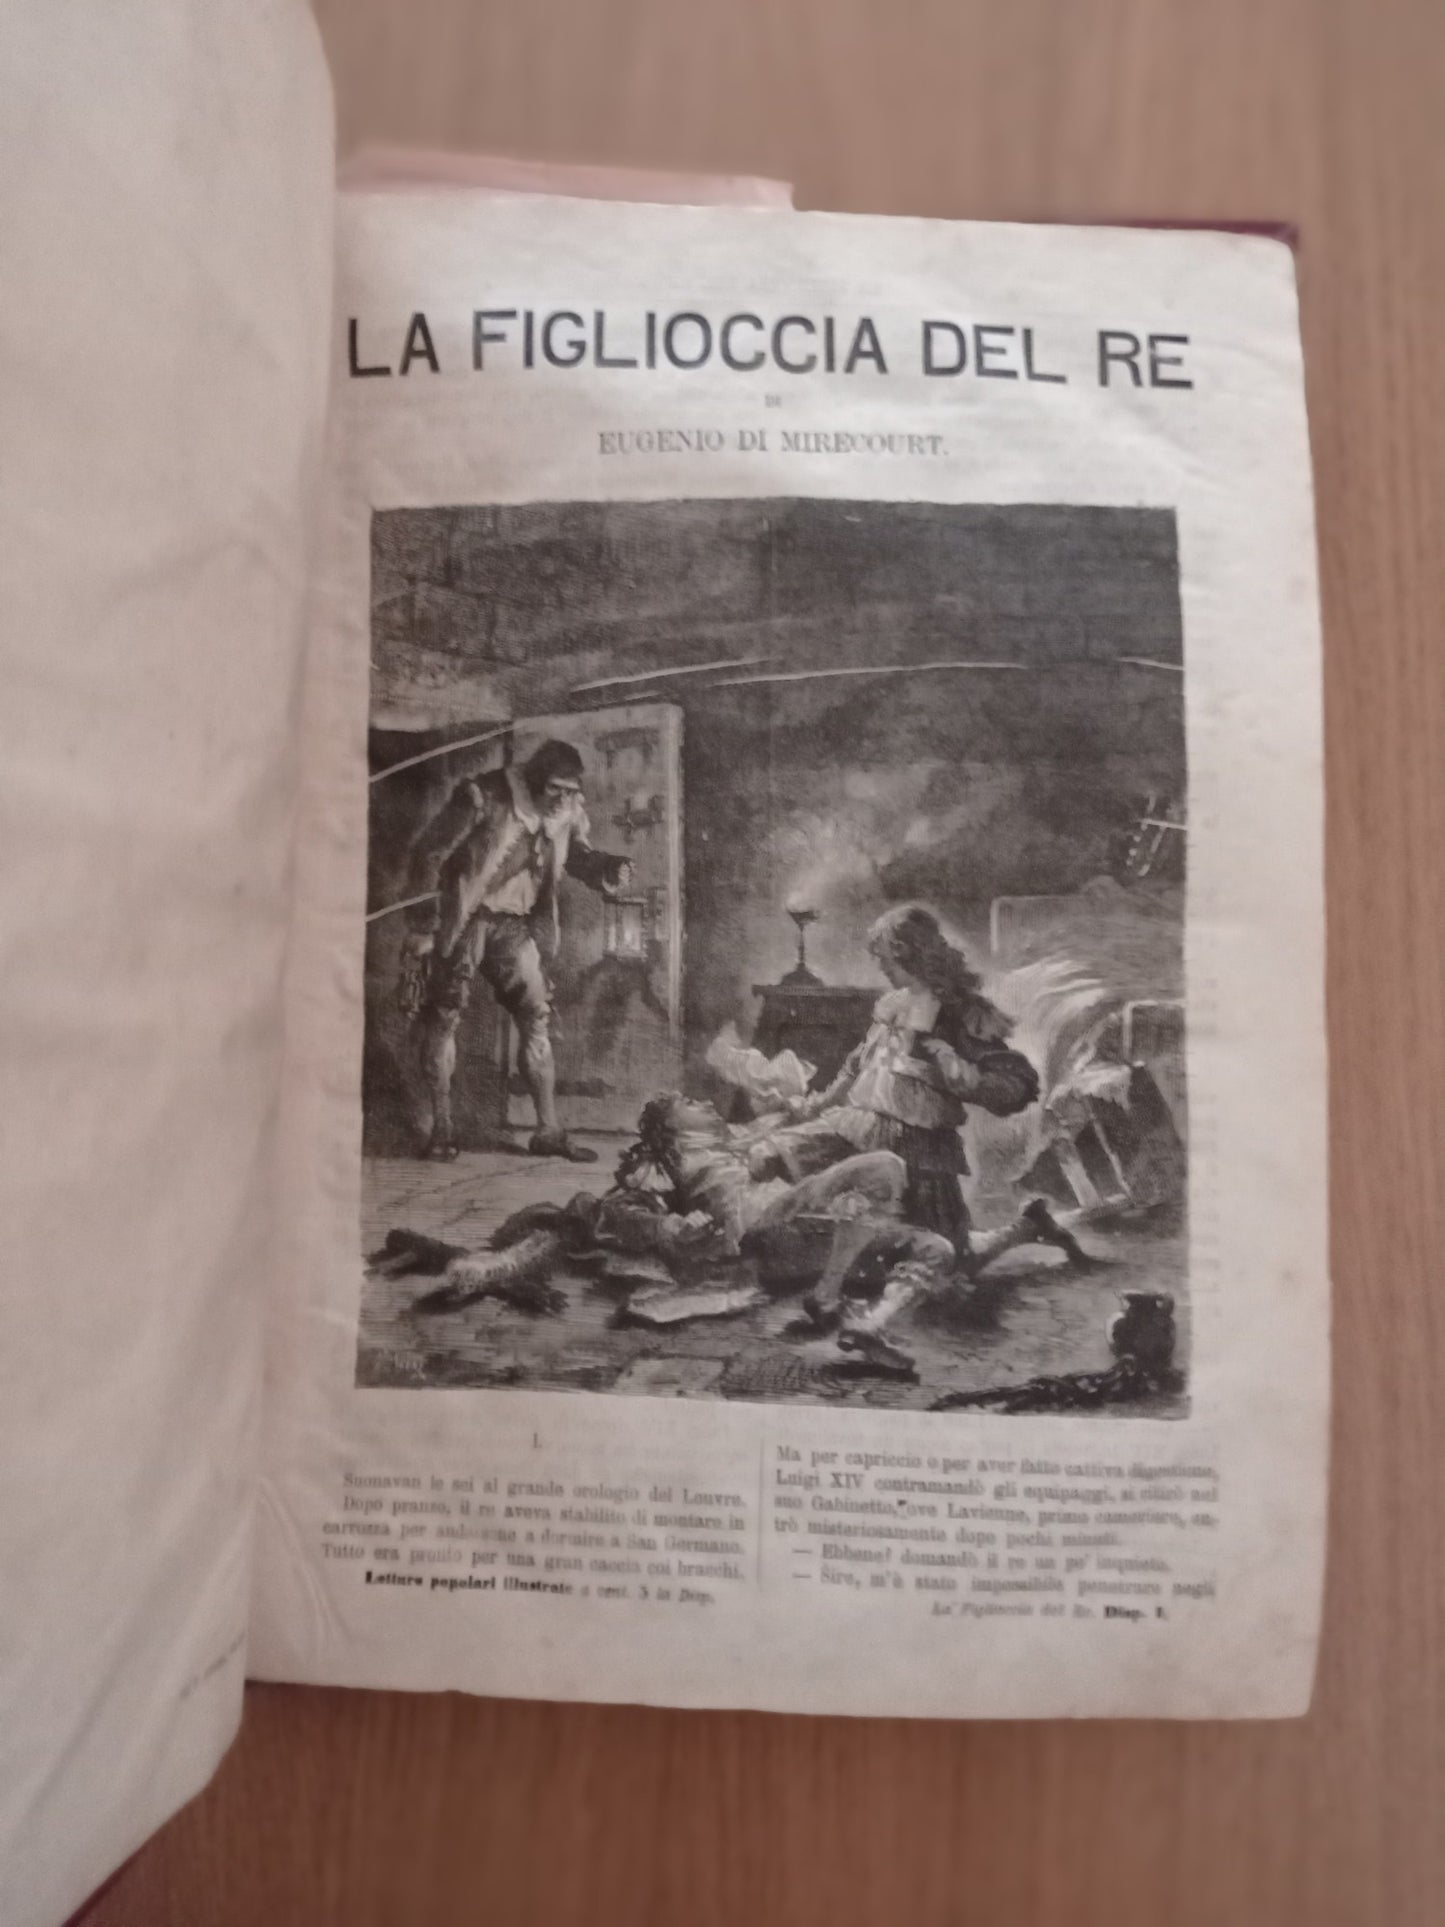 LA FIGLIOCCIA DEL RE
DI
EUGENIO DI MIRECOURT.
I.
Suonavan le sei al grande orologio del Louvre.
Dopo pranzo, il re aveva stabilito di montare in
carrozza per andarsene a dormire a San Germano.
Tutto era pronto per una gran caccia coi bracchi.
Letture popolari illustrate a cent. 5 la Disp.
Ma per capriccio o per aver fatto cattiva digestione,
Luigi XIV contramandò gli equipaggi, si ritirò nel
suo Gabinetto, ove Lavienne, primo cameriere, en-
trò misteriosamente dopo pochi minuti.
— Ebbene? domandò il re un po' inquieto.
— Sire, m'è stato impossibile penetrare negli
La Figlioccia del Re. Disp. 1.